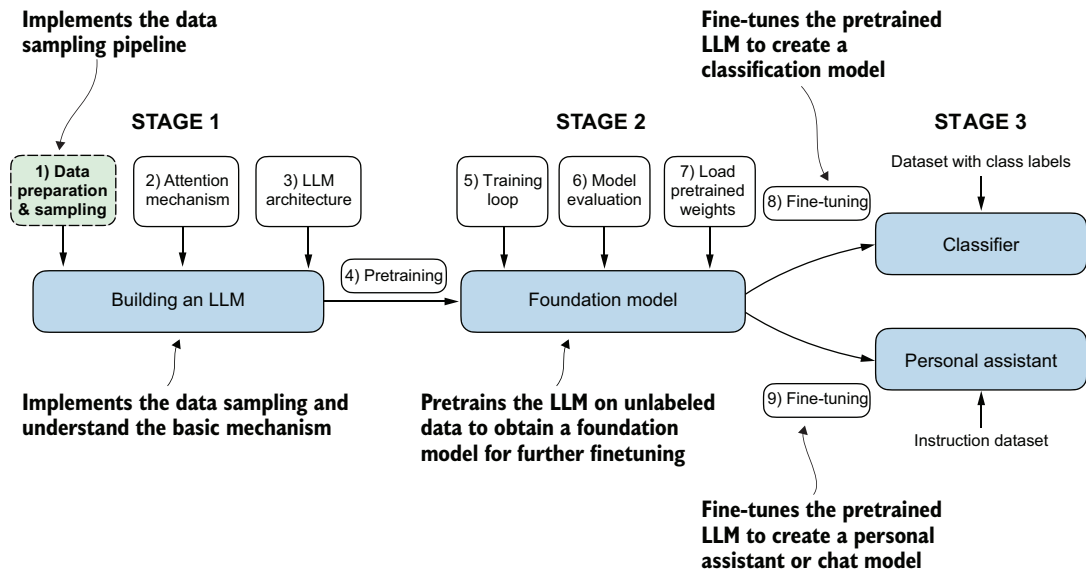 Implements the data
sampling pipeline
Fine-tunes the pretrained
LLM to create a
classification model
STAGE 1
STAGE 2
STAGE 3
1) Data
preparation
& sampling
2) Attention
mechanism
3) LLM
architecture
5) Training
loop
6) Model
evaluation
7) Load
pretrained
weights
8) Fine-tuning
Dataset with class labels
Classifier
4) Pretraining
Building an LLM
Foundation model
Personal assistant
Implements the data sampling and
understand the basic mechanism
Pretrains the LLM on unlabeled
data to obtain a foundation
model for further finetuning
9) Fine-tuning
Instruction dataset
Fine-tunes the pretrained
LLM to create a personal
assistant or chat model